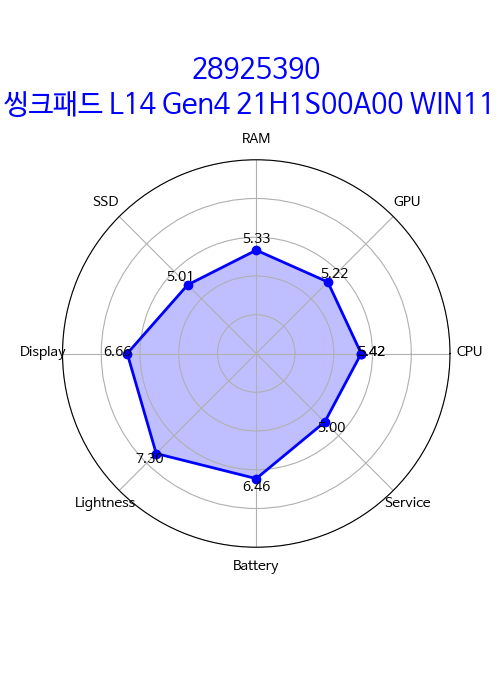 28925390
씽크패드 L14 Gen4 21H1S00A00 WIN11
RAM
SSD
GPU
5.33
5.01
5.22
Display
6.66
5.42
CPU
7.30
5.00
6.46
Lightness
Service
Battery